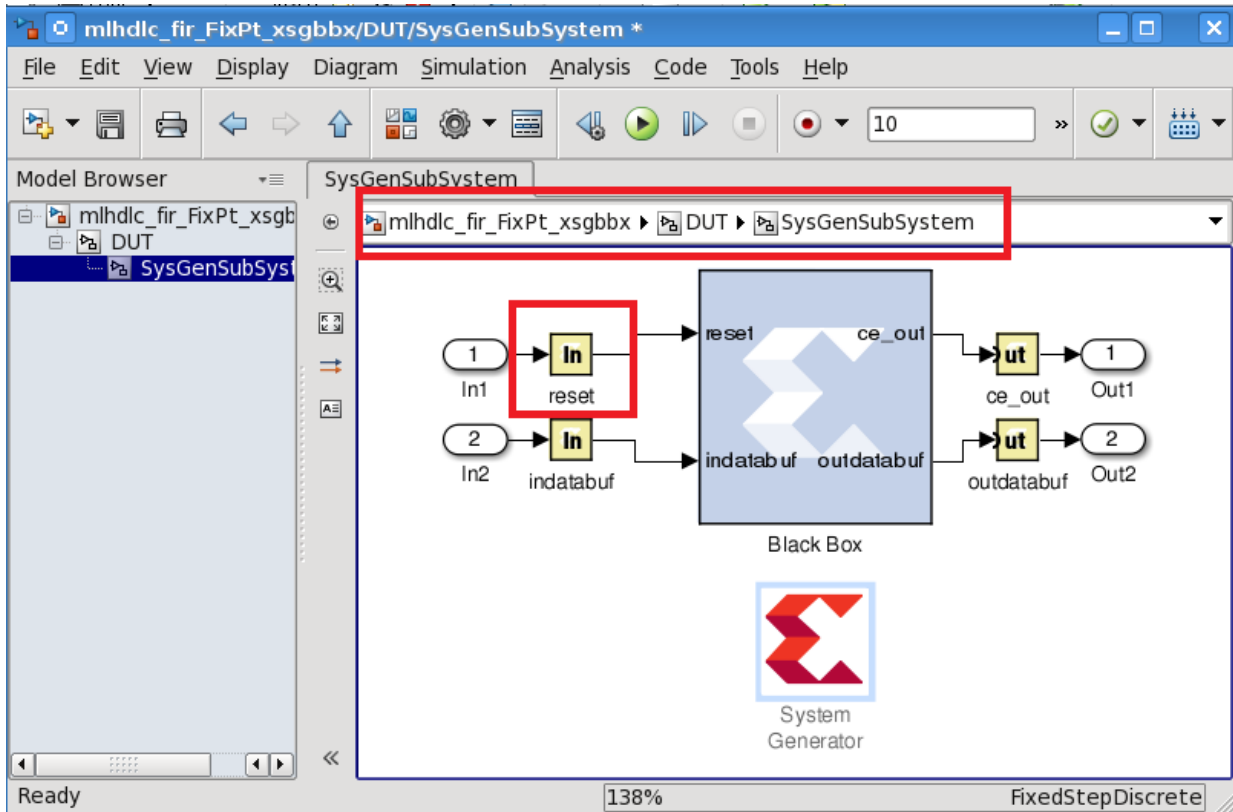 mlhdlc_fir_FixPt_xsgbbx/DUT/SysGenSubSystem *
File Edit View Display Diagram Simulation Analysis Code Tools Help
10 »
Model Browser
SysGenSubSystem
mlhdlc_fir_FixPt_xsgb
DUT
SysGenSubSyst
mlhdlc_fir_FixPt_xsgbbx DUT SysGenSubSystem
1 In reset ce_out ut 1
In1 reset ce_out Out1
2 In indatabuf outdatabuf ut 2
In2 indatabuf outdatabuf Out2
Black Box
System
Generator
A
Ready 138% FixedStepDiscrete